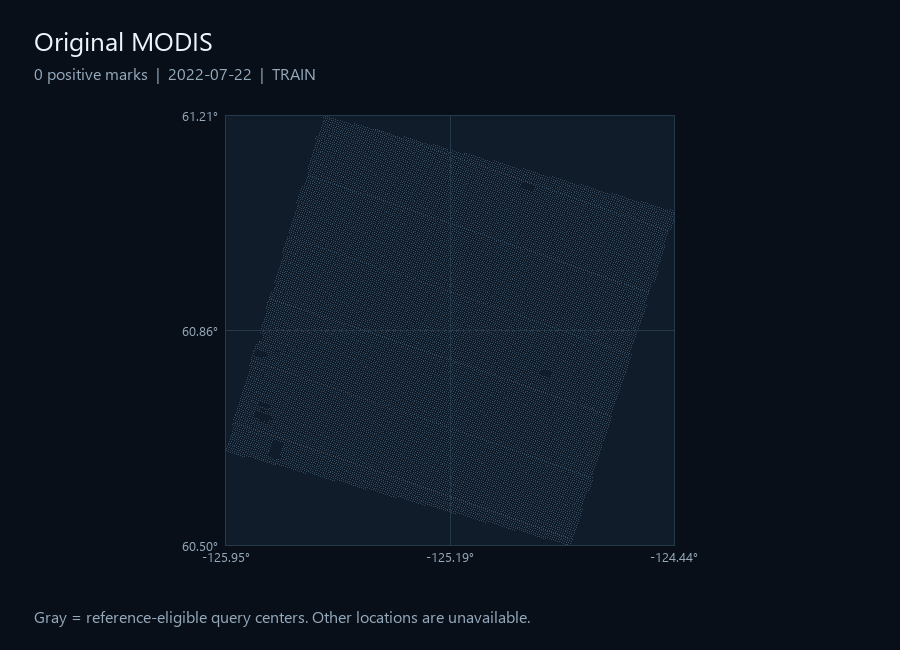 Original MODIS
0 positive marks | 2022-07-22 | TRAIN
61.21°
60.86°
60.50°
-125.95°
-125.19°
-124.44°
Gray = reference-eligible query centers. Other locations are unavailable.